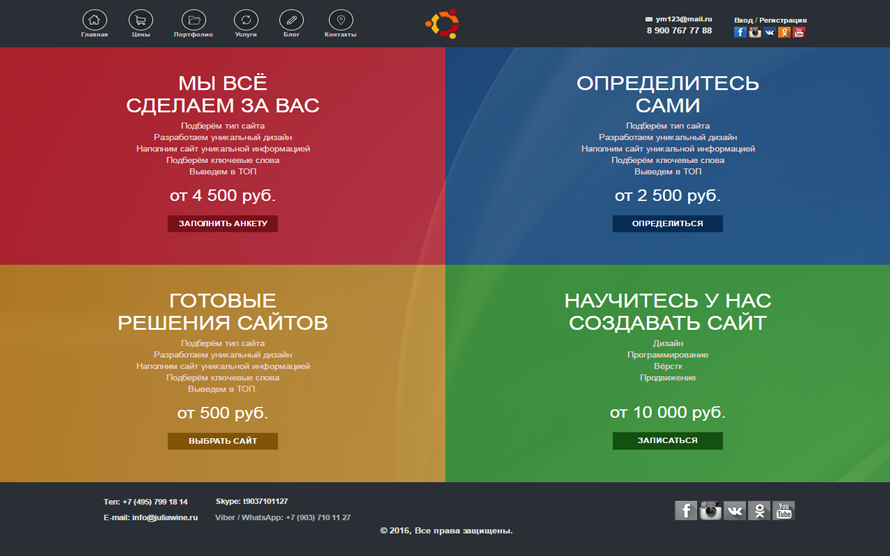 Главная Цены Портфолио Услуги Блог Контакты
ym123@mail.ru
8 900 767 77 88
Вход / Регистрация
You
Tube
МЫ ВСЁ
СДЕЛАЕМ ЗА ВАС
Подберём тип сайта
Разработаем уникальный дизайн
Наполним сайт уникальной информацией
Подберём ключевые слова
Выведем в ТОП
от 4 500 руб.
ЗАПОЛНИТЬ АНКЕТУ
ОПРЕДЕЛИТЕСЬ
САМИ
Подберём тип сайта
Разработаем уникальный дизайн
Наполним сайт уникальной информацией
Подберём ключевые слова
Выведем в ТОП
от 2 500 руб.
ОПРЕДЕЛИТЬСЯ
ГОТОВЫЕ
РЕШЕНИЯ САЙТОВ
Подберём тип сайта
Разработаем уникальный дизайн
Наполним сайт уникальной информацией
Подберём ключевые слова
Выведем в ТОП.
от 500 руб.
ВЫБРАТЬ САЙТ
НАУЧИТЕСЬ У НАС
СОЗДАВАТЬ САЙТ
Дизайн
Программирование
Вёрстк
Продвижение
от 10 000 руб.
ЗАПИСАТЬСЯ
Тел: +7 (495) 799 18 14
Skype: t9037101127
E-mail: info@juliawine.ru
Viber / WhatsApp: +7 (903) 710 11 27
You
Tube
© 2016, Все права защищены.